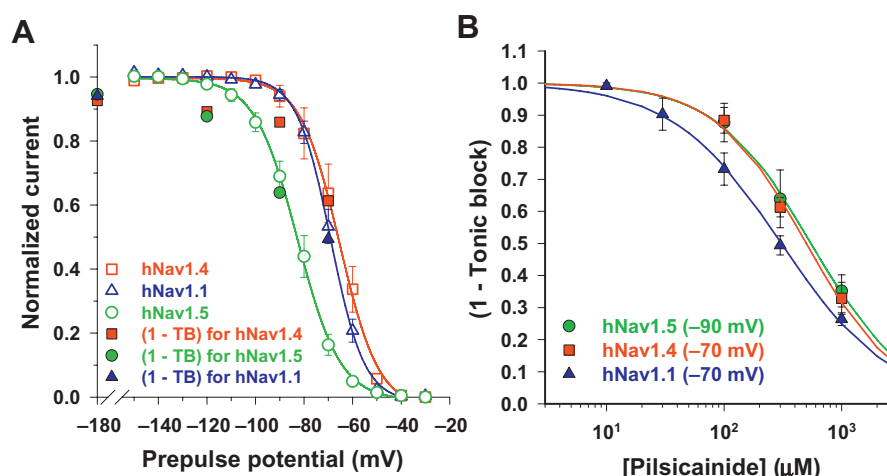 A
Normalized current
1.0
0.8
0.6
0.4
0.2
0.0
hNav1.4
hNav1.1
hNav1.5
(1 - TB) for hNav1.4
(1 - TB) for hNav1.5
(1 - TB) for hNav1.1
–180 –140 –120 –100 –80 –60 –40 –20
Prepulse potential (mV)
B
(1 - Tonic block)
1.1
1.0
0.9
0.8
0.7
0.6
0.5
0.4
0.3
0.2
0.1
0.0
hNav1.5 (–90 mV)
hNav1.4 (–70 mV)
hNav1.1 (–70 mV)
10¹ 10² 10³
[Pilsicainide] (μM)